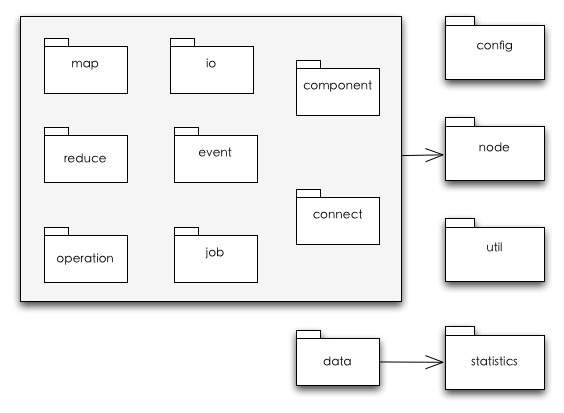 map
io
component
config
reduce
event
node
operation
job
connect
util
data
statistics